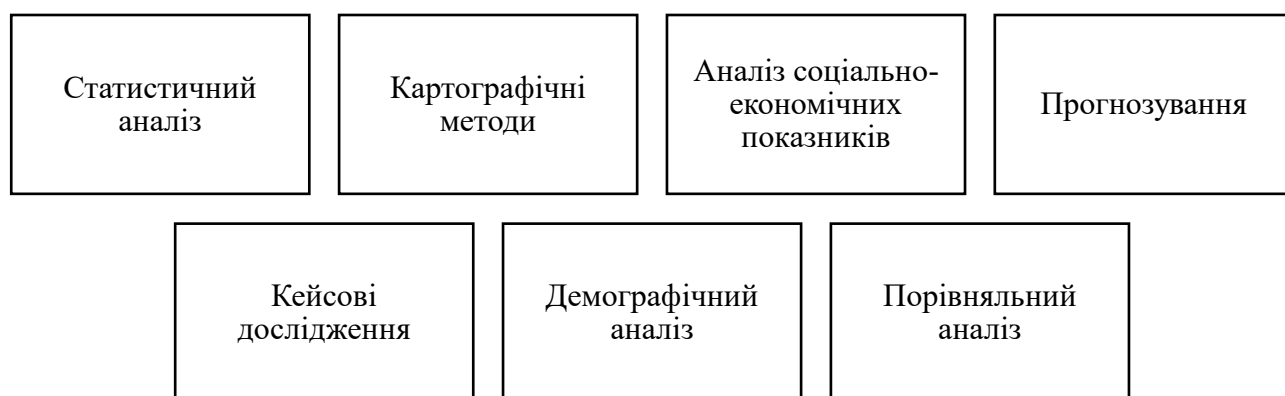 Статистичний
аналіз
Картографічні
методи
Аналіз соціально-
економічних
показників
Прогнозування
Кейсові
дослідження
Демографічний
аналіз
Порівняльний
аналіз